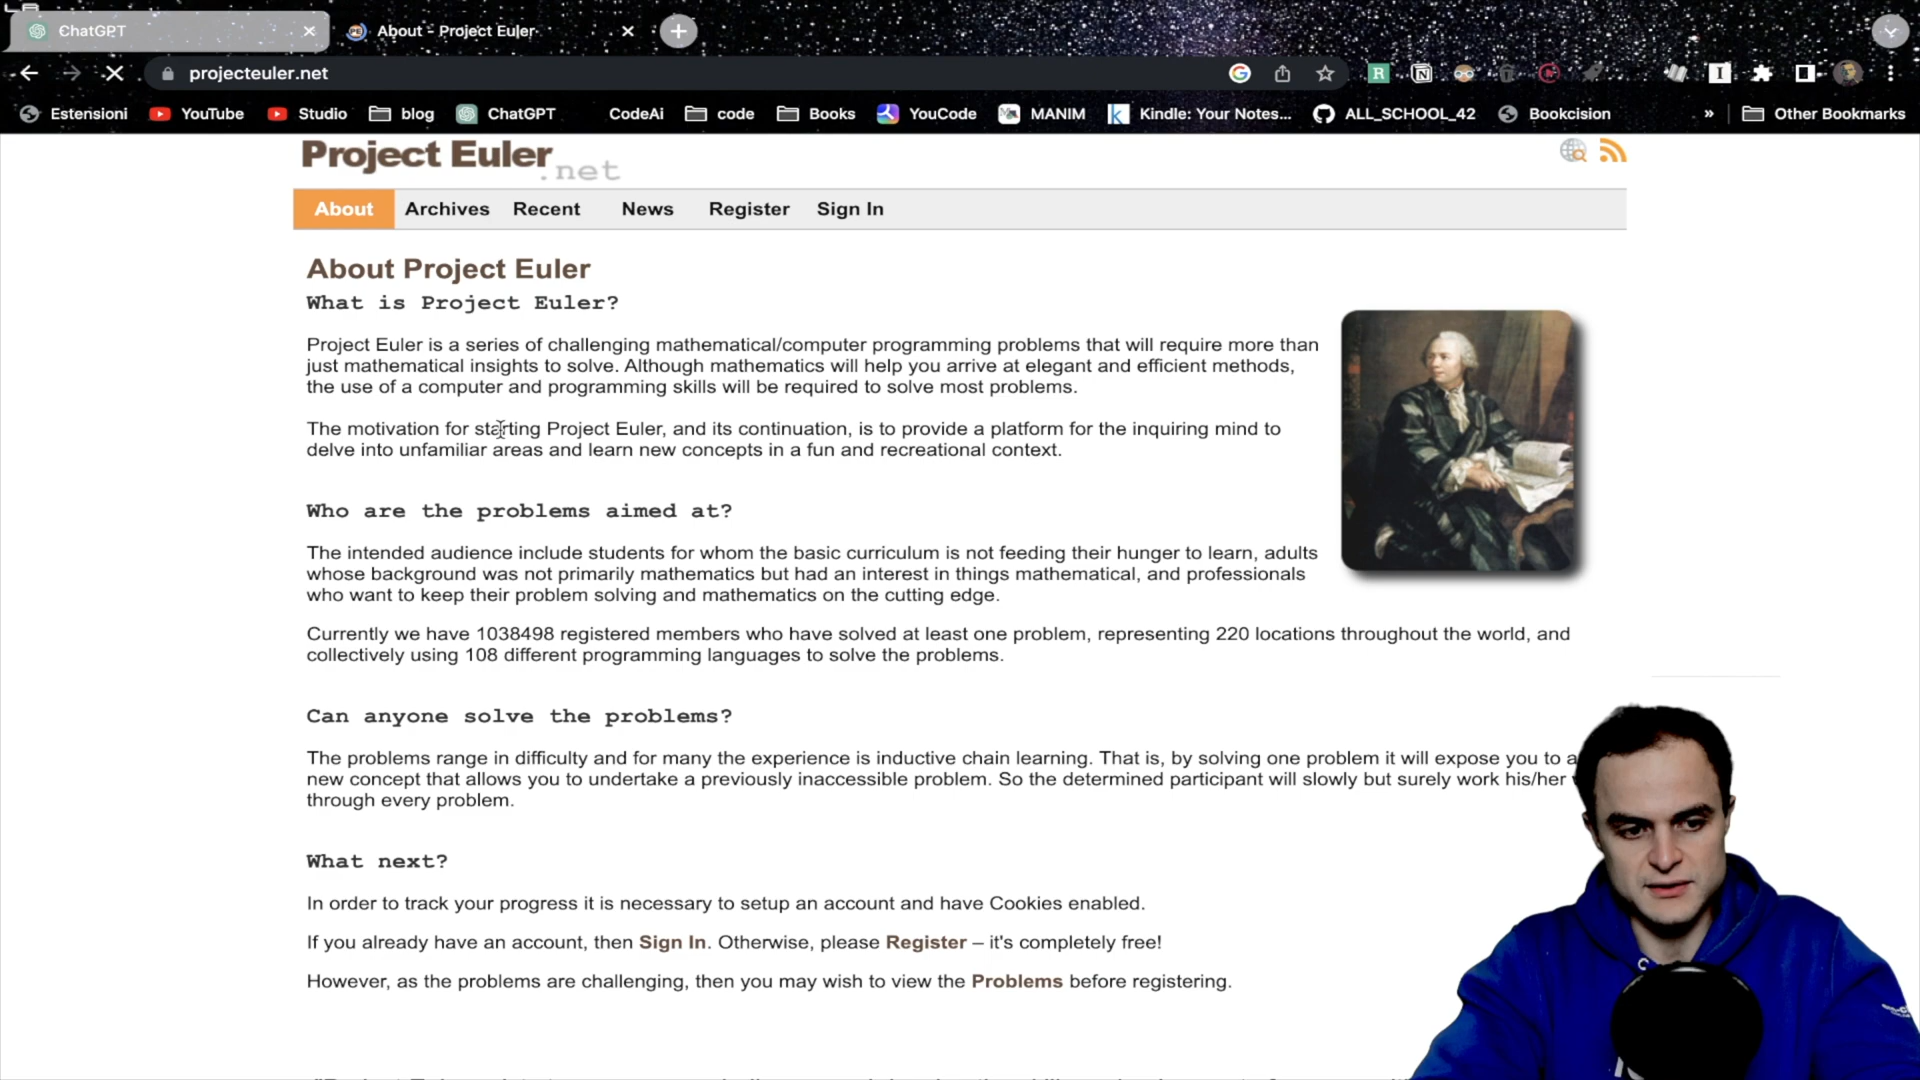 ChatGPT
About - Project Euler
projecteuler.net
Estensioni YouTube Studio blog ChatGPT CodeAi code Books YouCode MANIM Kindle: Your Notes... ALL_SCHOOL_42 Bookcision » Other Bookmarks
Project Euler
.net
About Archives Recent News Register Sign In
About Project Euler
What is Project Euler?
Project Euler is a series of challenging mathematical/computer programming problems that will require more than
just mathematical insights to solve. Although mathematics will help you arrive at elegant and efficient methods,
the use of a computer and programming skills will be required to solve most problems.
The motivation for starting Project Euler, and its continuation, is to provide a platform for the inquiring mind to
delve into unfamiliar areas and learn new concepts in a fun and recreational context.
Who are the problems aimed at?
The intended audience include students for whom the basic curriculum is not feeding their hunger to learn, adults
whose background was not primarily mathematics but had an interest in things mathematical, and professionals
who want to keep their problem solving and mathematics on the cutting edge.
Currently we have 1038498 registered members who have solved at least one problem, representing 220 locations throughout the world, and
collectively using 108 different programming languages to solve the problems.
Can anyone solve the problems?
The problems range in difficulty and for many the experience is inductive chain learning. That is, by solving one problem it will expose you to a
new concept that allows you to undertake a previously inaccessible problem. So the determined participant will slowly but surely work his/her
through every problem.
What next?
In order to track your progress it is necessary to setup an account and have Cookies enabled.
If you already have an account, then Sign In. Otherwise, please Register – it's completely free!
However, as the problems are challenging, then you may wish to view the Problems before registering.